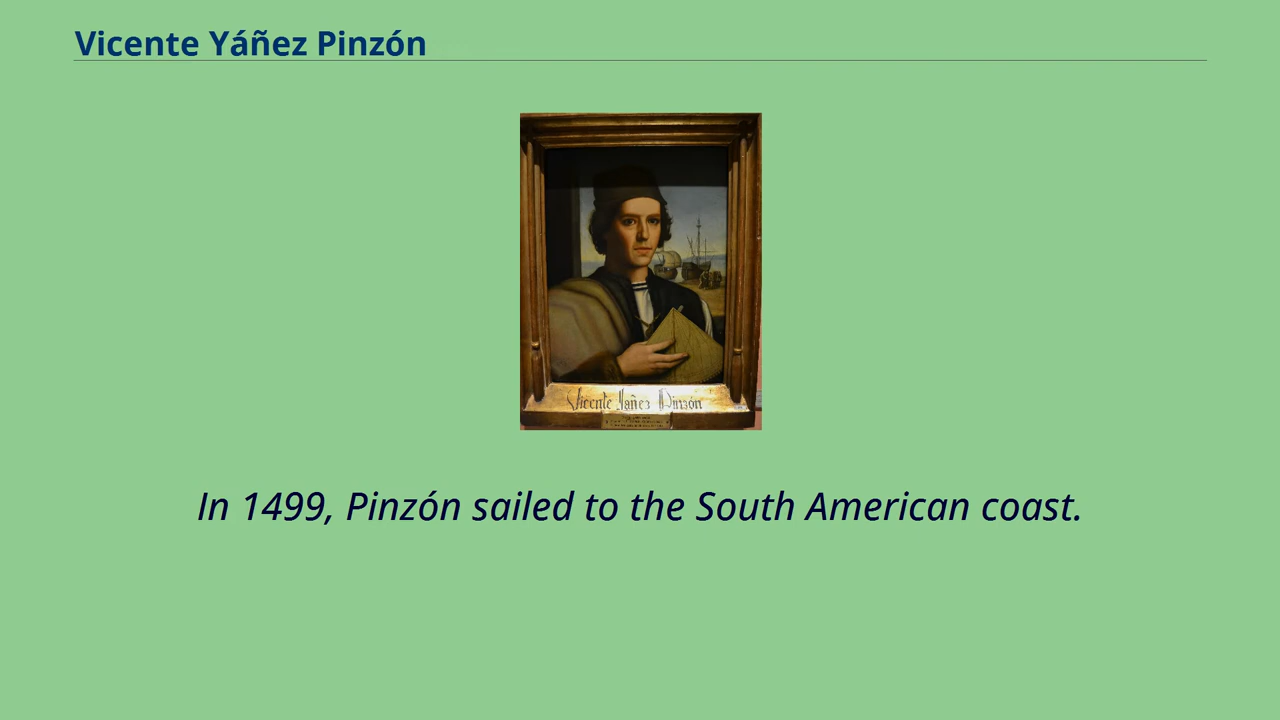 Vicente Yáñez Pinzón
Vicente Yañez Pinzón
In 1499, Pinzón sailed to the South American coast.